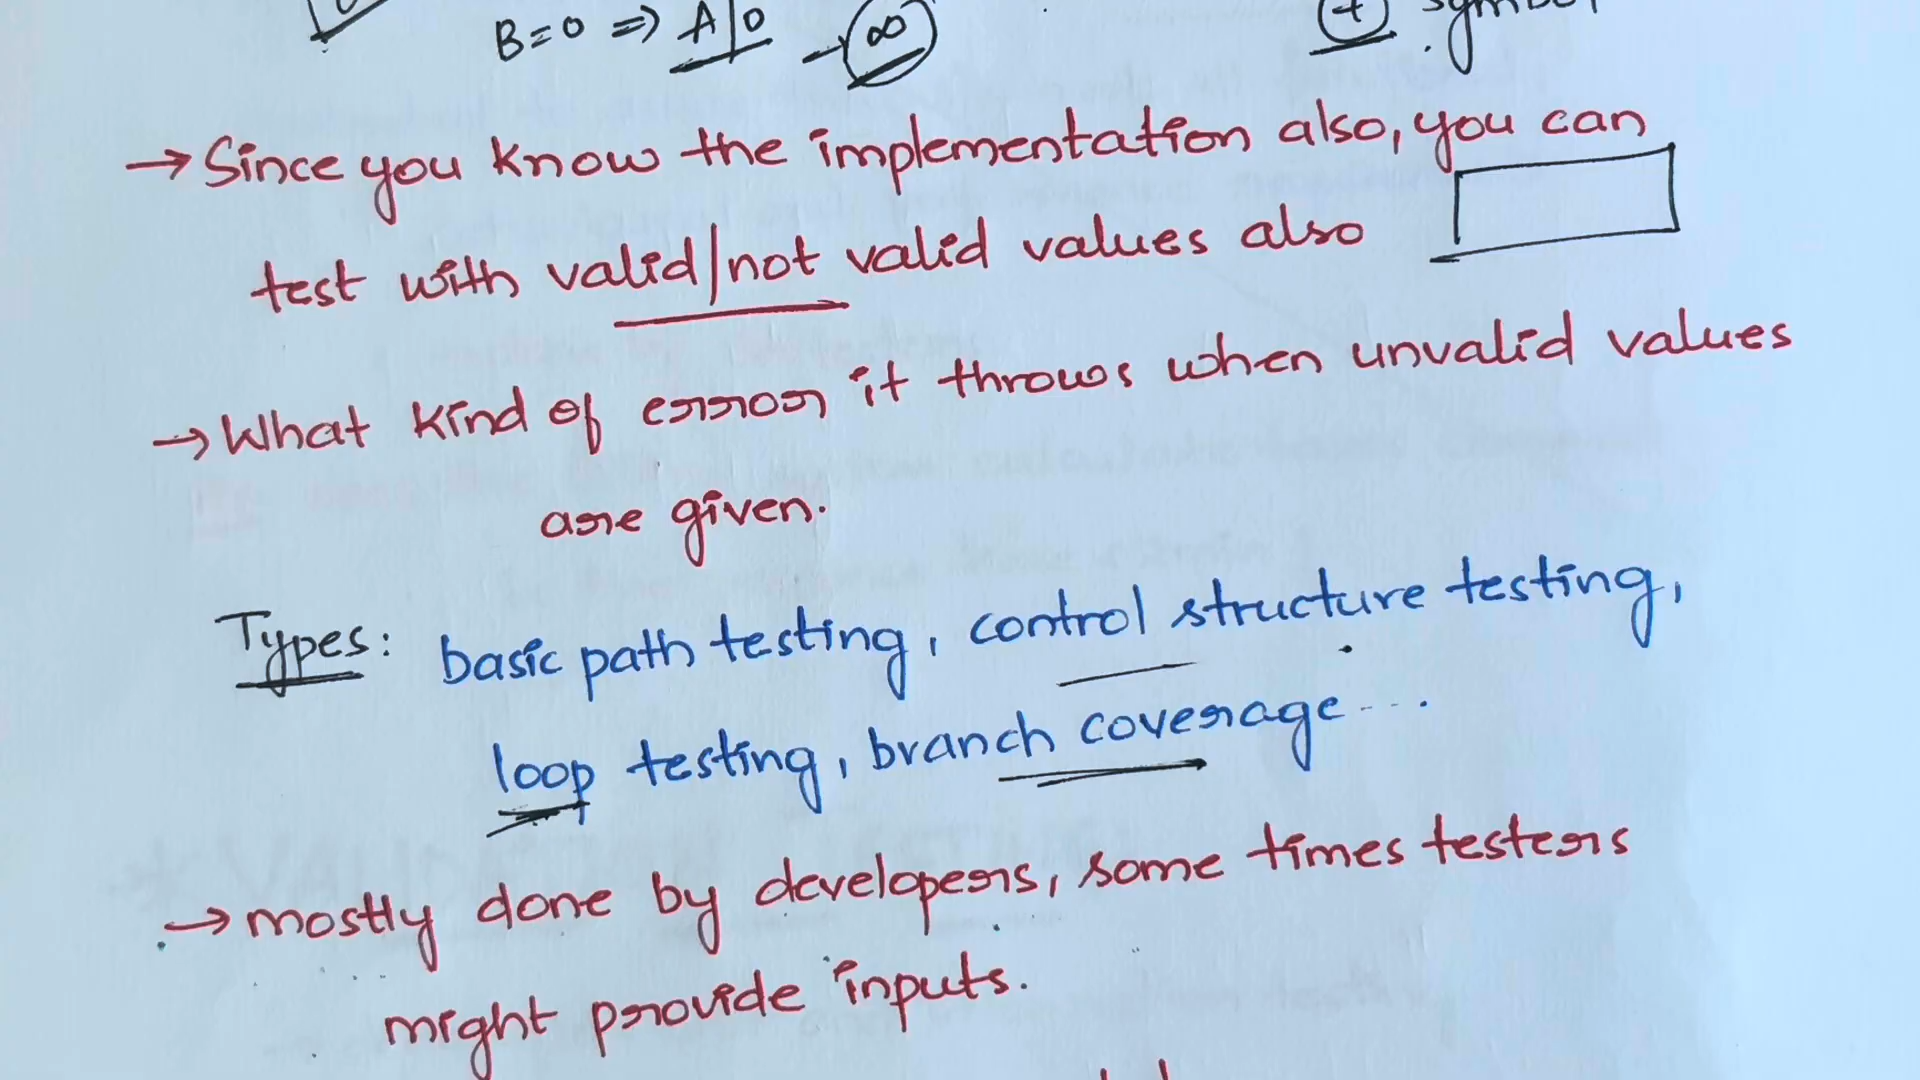 B=0 => A/0 → ∞ + symbol
→ Since you know the implementation also, you can
test with valid/not valid values also
→ What kind of error it throws when unvalid values
are given.
Types: basic path testing, control structure testing,
loop testing, branch coverage...
→ mostly done by developers, some times testers
might provide inputs.